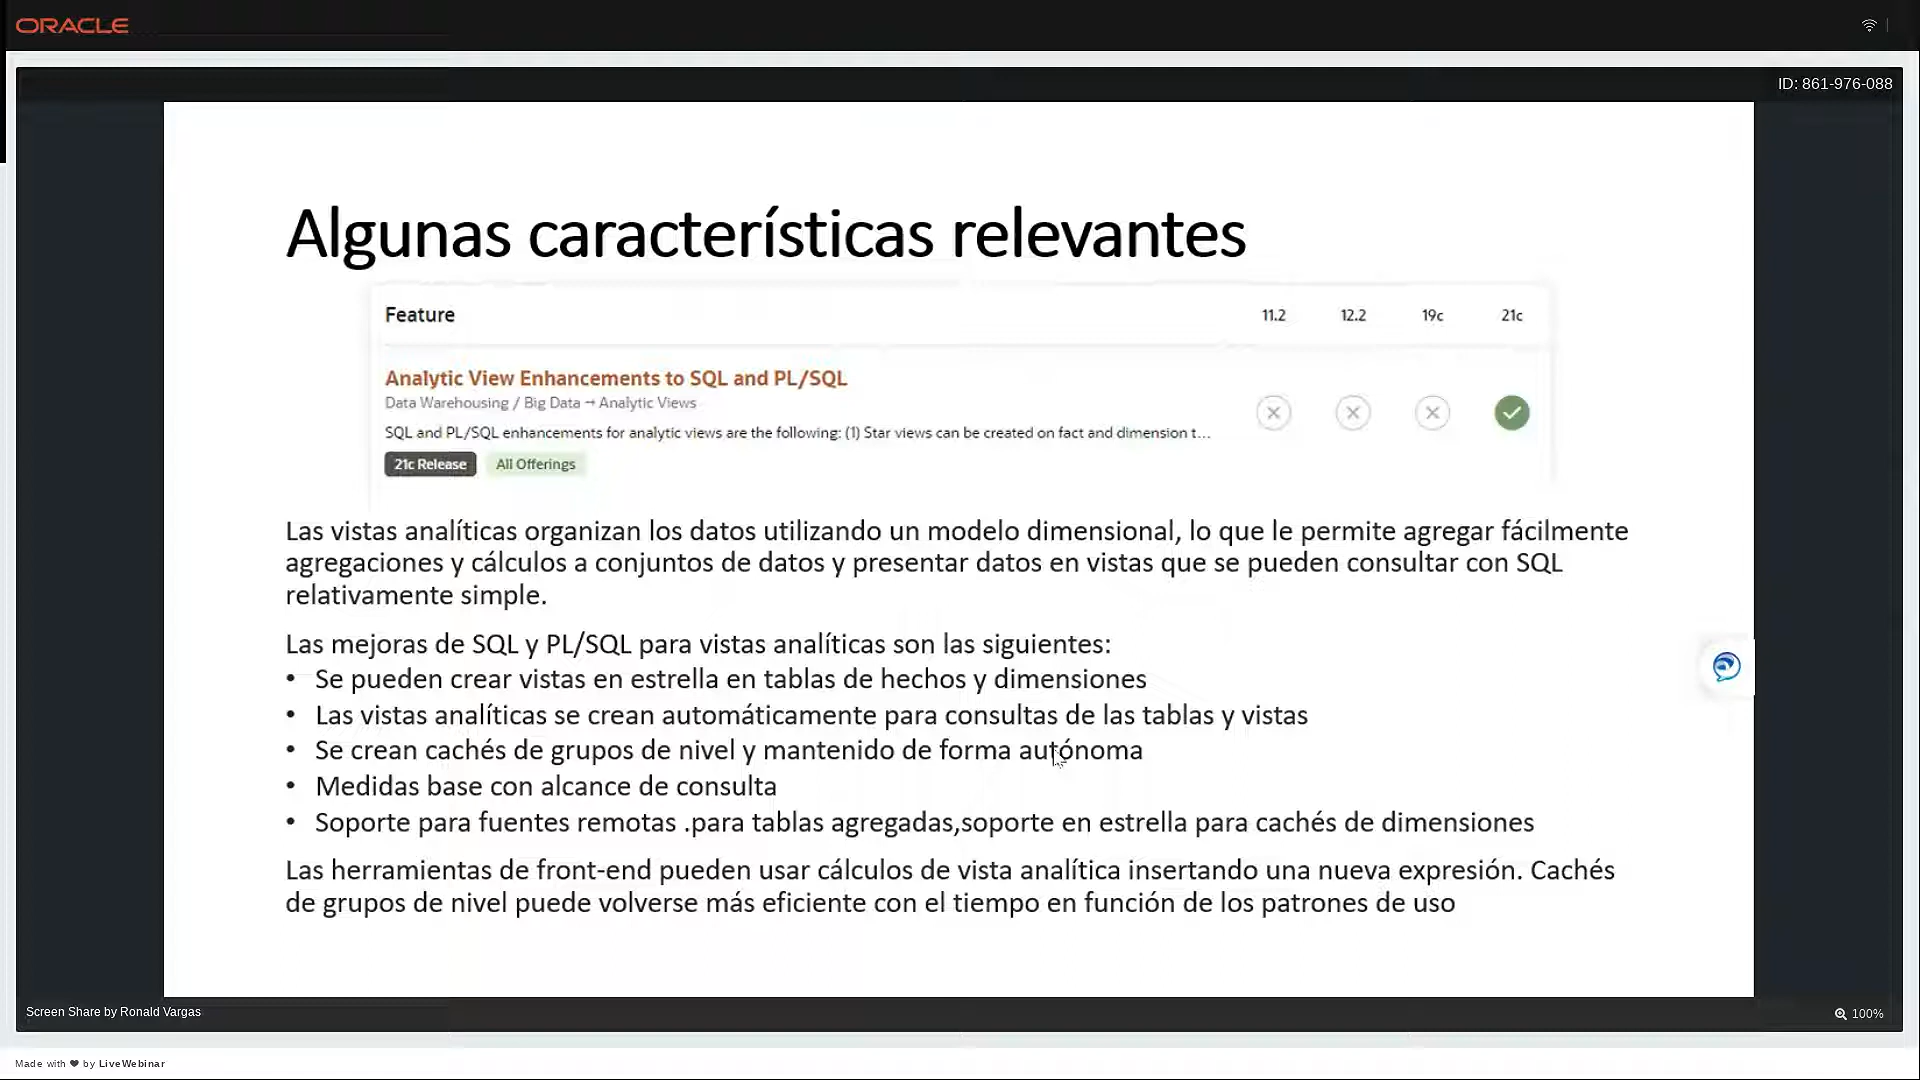 ORACLE
ID: 861-976-088
Algunas características relevantes
Feature 11.2 12.2 19c 21c
Analytic View Enhancements to SQL and PL/SQL
Data Warehousing / Big Data → Analytic Views
SQL and PL/SQL enhancements for analytic views are the following: (1) Star views can be created on fact and dimension t...
21c Release All Offerings
Las vistas analíticas organizan los datos utilizando un modelo dimensional, lo que le permite agregar fácilmente
agregaciones y cálculos a conjuntos de datos y presentar datos en vistas que se pueden consultar con SQL
relativamente simple.
Las mejoras de SQL y PL/SQL para vistas analíticas son las siguientes:
• Se pueden crear vistas en estrella en tablas de hechos y dimensiones
• Las vistas analíticas se crean automáticamente para consultas de las tablas y vistas
• Se crean cachés de grupos de nivel y mantenido de forma autónoma
• Medidas base con alcance de consulta
• Soporte para fuentes remotas .para tablas agregadas,soporte en estrella para cachés de dimensiones
Las herramientas de front-end pueden usar cálculos de vista analítica insertando una nueva expresión. Cachés
de grupos de nivel puede volverse más eficiente con el tiempo en función de los patrones de uso
Screen Share by Ronald Vargas
100%
Made with ❤ by LiveWebinar